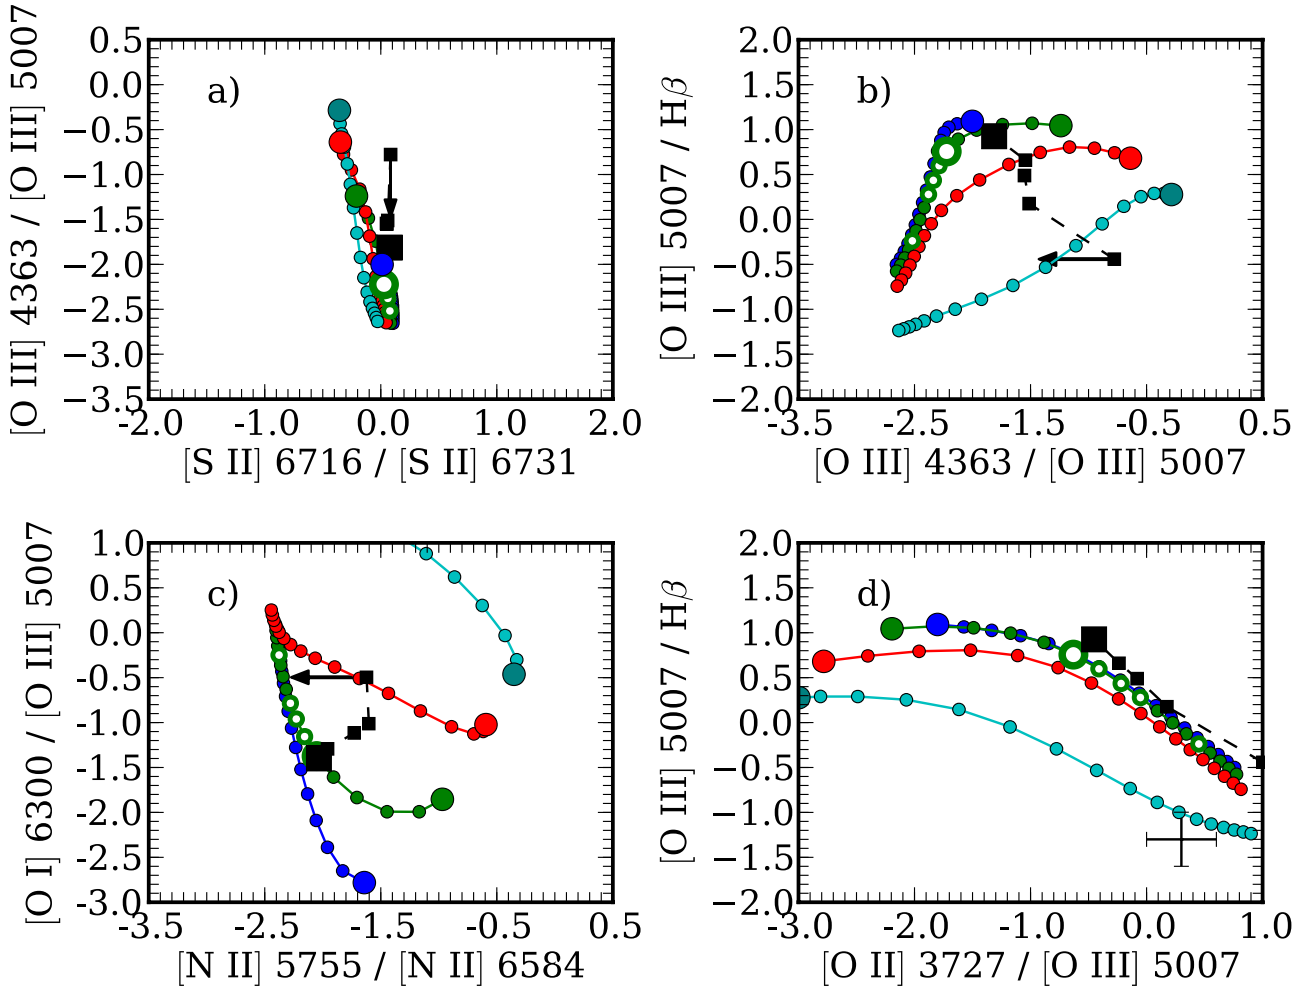 [O III] 4363 / [O III] 5007
0.5
0.0
−0.5
−1.0
−1.5
−2.0
−2.5
−3.0
−3.5
a)
-2.0 -1.0 0.0 1.0 2.0
[S II] 6716 / [S II] 6731
[O III] 5007 / Hβ
2.0
1.5
1.0
0.5
0.0
−0.5
−1.0
−1.5
−2.0
b)
-3.5 -2.5 -1.5 -0.5 0.5
[O III] 4363 / [O III] 5007
[O I] 6300 / [O III] 5007
1.0
0.5
0.0
−0.5
−1.0
−1.5
−2.0
−2.5
−3.0
c)
-3.5 -2.5 -1.5 -0.5 0.5
[N II] 5755 / [N II] 6584
[O III] 5007 / Hβ
2.0
1.5
1.0
0.5
0.0
−0.5
−1.0
−1.5
−2.0
d)
-3.0 -2.0 -1.0 0.0 1.0
[O II] 3727 / [O III] 5007